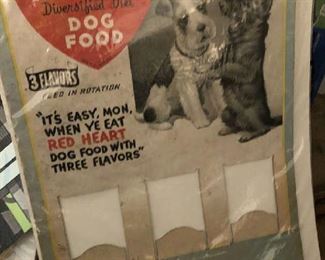 Diversified Diet
DOG
FOOD
3 FLAVORS
FEED IN ROTATION
"IT'S EASY, MON,
WHEN YE EAT
RED HEART
DOG FOOD WITH
THREE FLAVORS"